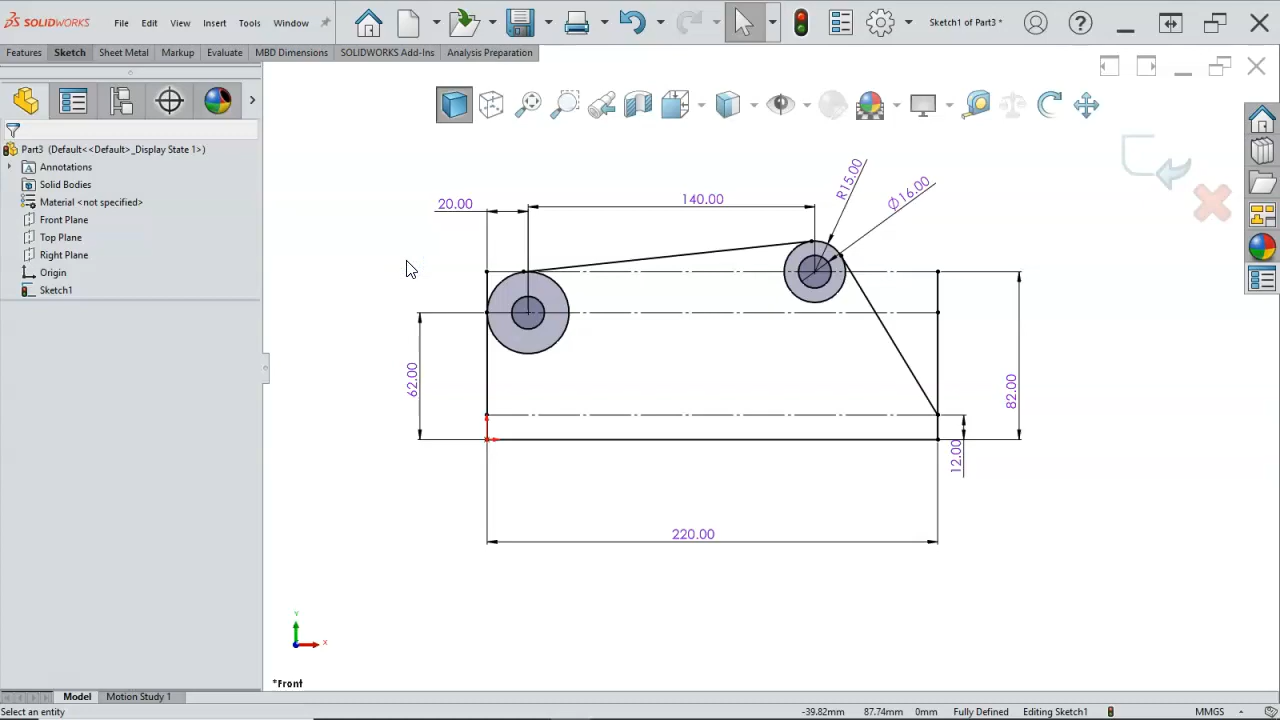 SOLIDWORKS File Edit View Insert Tools Window Sketch1 of Part3 *
Features Sketch Sheet Metal Markup Evaluate MBD Dimensions SOLIDWORKS Add-Ins Analysis Preparation
Part3 (Default<<Default>_Display State 1>)
Annotations
Solid Bodies
Material <not specified>
Front Plane
Top Plane
Right Plane
Origin
Sketch1
20.00
140.00
R15.00
Ø16.00
62.00
82.00
12.00
220.00
Y
X
*Front
Model Motion Study 1
Select an entity -39.82mm 87.74mm 0mm Fully Defined Editing Sketch1 MMGS